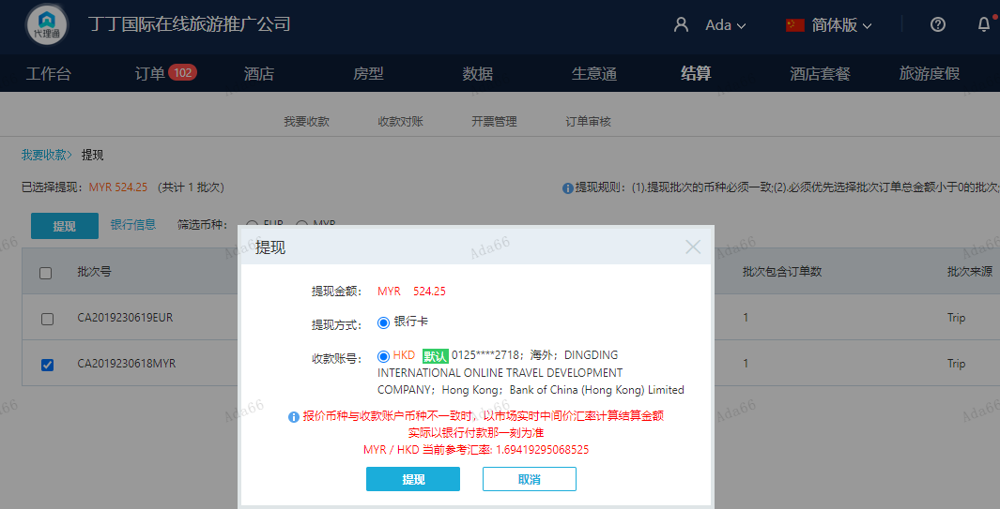 代理通
丁丁国际在线旅游推广公司
Ada
简体版
工作台
订单 102
酒店
房型
数据
生意通
结算
酒店套餐
旅游度假
我要收款
收款对账
开票管理
订单审核
我要收款> 提现
已选择提现：MYR 524.25 (共计 1 批次)
提现规则：(1).提现批次的币种必须一致;(2).必须优先选择批次订单总金额小于0的批次;
提现
银行信息
筛选币种：
EUR
MYR
批次号
批次包含订单数
批次来源
CA2019230619EUR
1
Trip
CA2019230618MYR
1
Trip
提现
提现金额： MYR 524.25
提现方式： 银行卡
收款账号： HKD 默认 0125****2718；海外；DINGDING
INTERNATIONAL ONLINE TRAVEL DEVELOPMENT
COMPANY；Hong Kong；Bank of China (Hong Kong) Limited
报价币种与收款账户币种不一致时，以市场实时中间价汇率计算结算金额
实际以银行付款那一刻为准
MYR / HKD 当前参考汇率: 1.69419295068525
提现
取消
Ada66